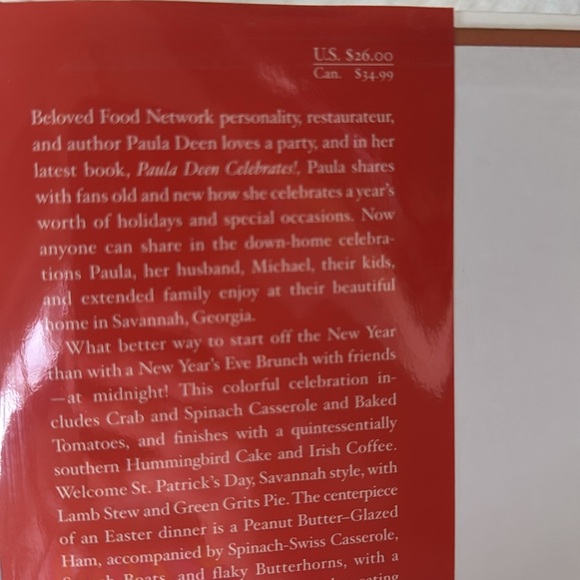 U.S. $26.00
Can. $34.99
Beloved Food Network personality, restaurateur,
and author Paula Deen loves a party, and in her
latest book, Paula Deen Celebrates!, Paula shares
with fans old and new how she celebrates a year's
worth of holidays and special occasions. Now
anyone can share in the down-home celebra-
tions Paula, her husband, Michael, their kids,
and extended family enjoy at their beautiful
home in Savannah, Georgia.
What better way to start off the New Year
than with a New Year's Eve Brunch with friends
—at midnight! This colorful celebration in-
cludes Crab and Spinach Casserole and Baked
Tomatoes, and finishes with a quintessentially
southern Hummingbird Cake and Irish Coffee.
Welcome St. Patrick's Day, Savannah style, with
Lamb Stew and Green Grits Pie. The centerpiece
of an Easter dinner is a Peanut Butter–Glazed
Ham, accompanied by Spinach-Swiss Casserole,
Boats, and flaky Butterhorns, with a